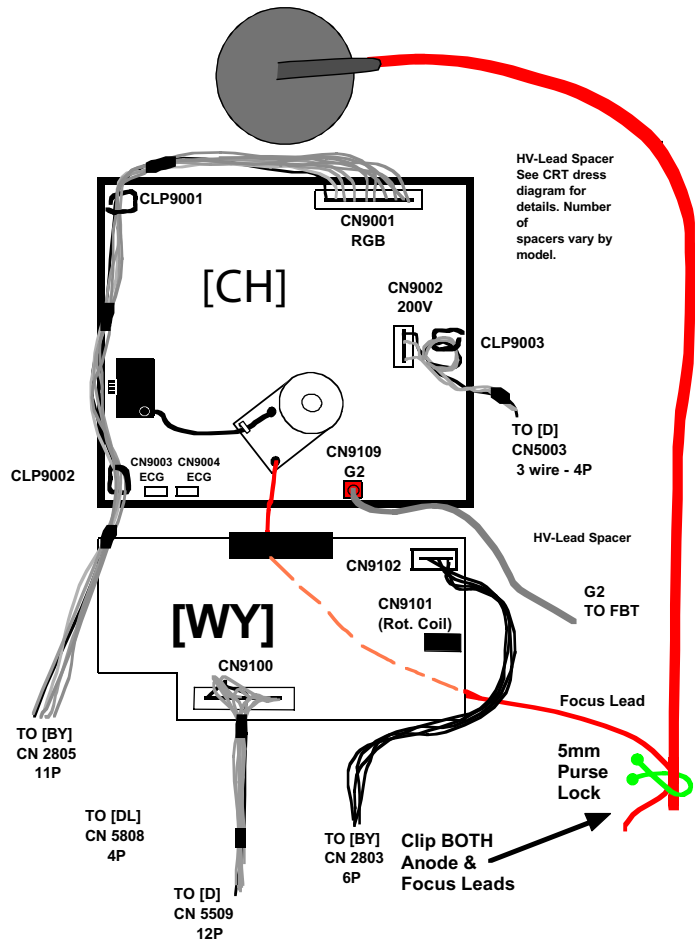 HV-Lead Spacer
See CRT dress
diagram for
details. Number
of
spacers vary by
model.
CLP9001
CN9001
RGB
[CH]
CN9002
200V
CLP9003
TO [D]
CN5003
3 wire - 4P
CLP9002
CN9003
ECG
CN9004
ECG
CN9109
G2
HV-Lead Spacer
CN9102
G2
TO FBT
CN9101
(Rot. Coil)
[WY]
CN9100
Focus Lead
TO [BY]
CN 2805
11P
5mm
Purse
Lock
TO [DL]
CN 5808
4P
TO [BY]
CN 2803
6P
Clip BOTH
Anode &
Focus Leads
TO [D]
CN 5509
12P